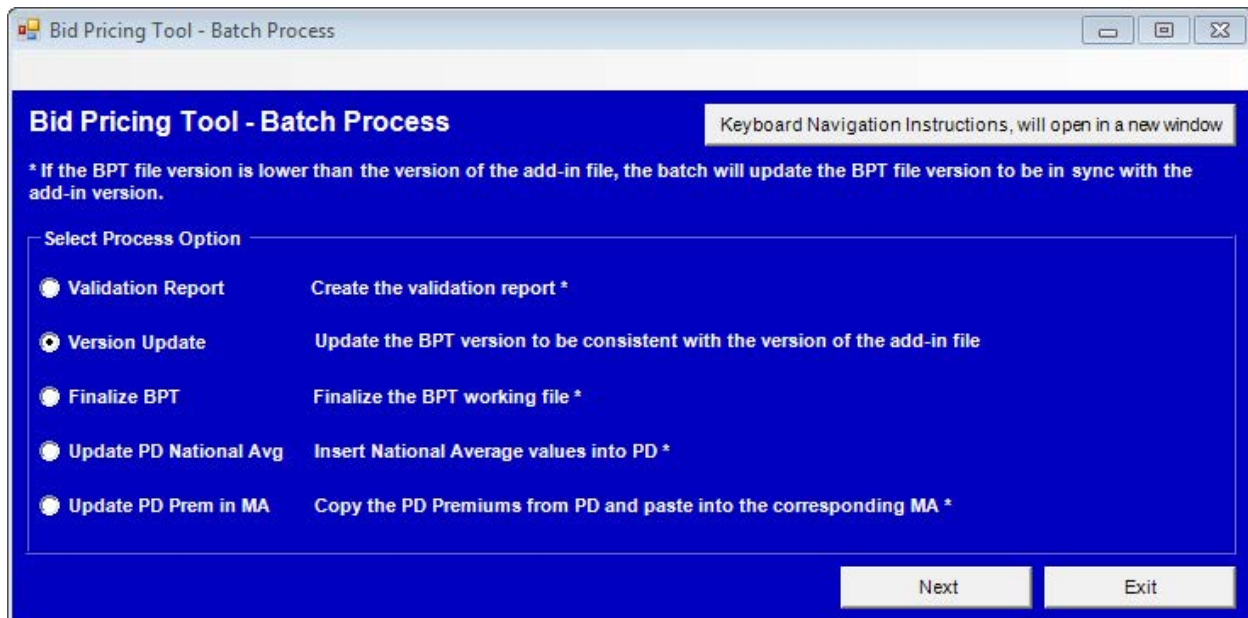 Bid Pricing Tool - Batch Process
Bid Pricing Tool - Batch Process
Keyboard Navigation Instructions, will open in a new window
* If the BPT file version is lower than the version of the add-in file, the batch will update the BPT file version to be in sync with the
add-in version.
Select Process Option
Validation Report Create the validation report *
Version Update Update the BPT version to be consistent with the version of the add-in file
Finalize BPT Finalize the BPT working file *
Update PD National Avg Insert National Average values into PD *
Update PD Prem in MA Copy the PD Premiums from PD and paste into the corresponding MA *
Next Exit